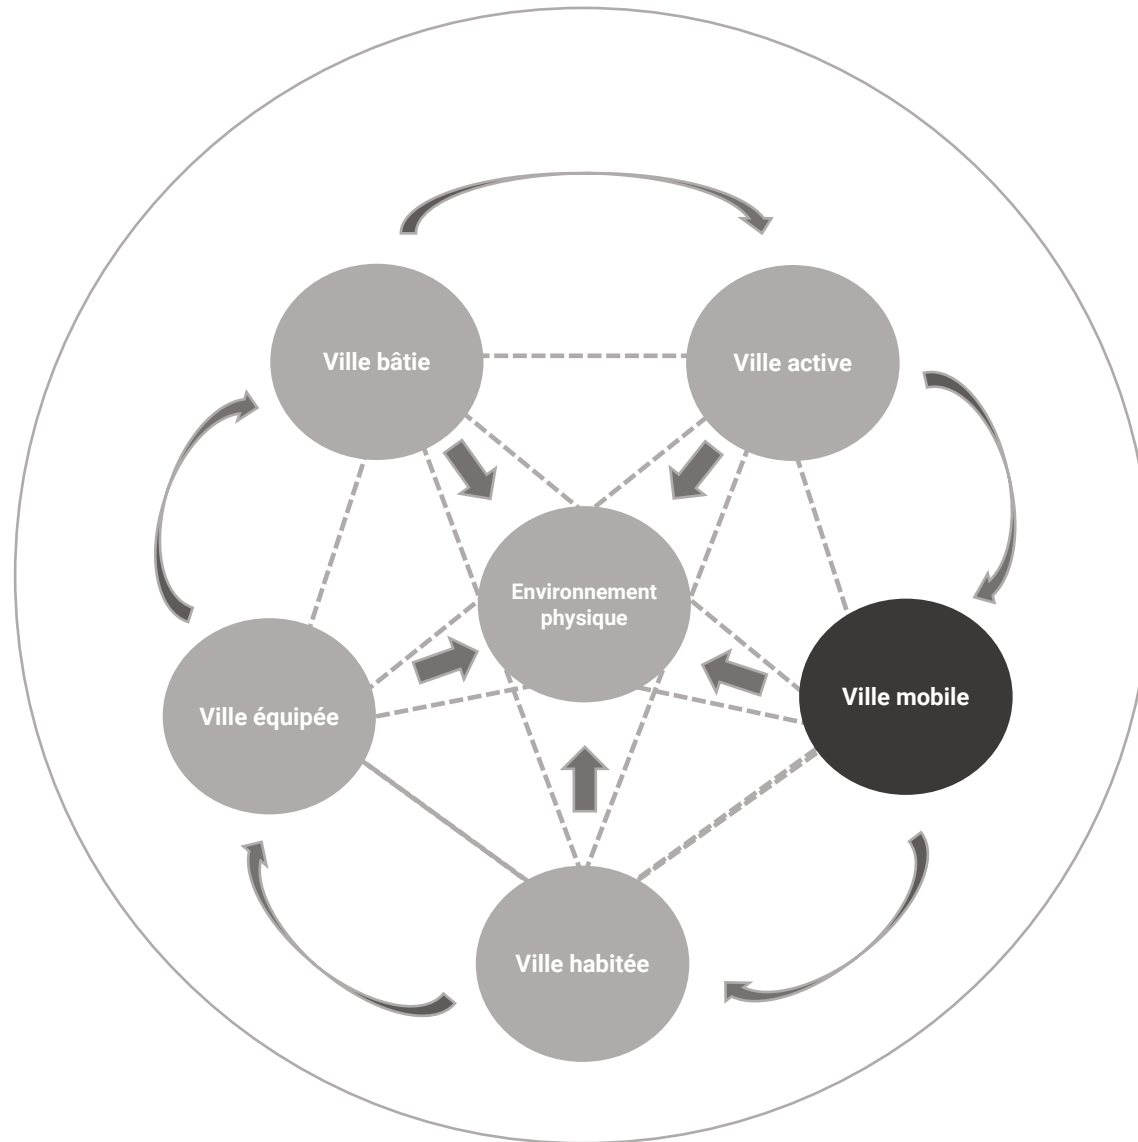 Ville bâtie
Ville active
Environnement
physique
Ville mobile
Ville équipée
Ville habitée